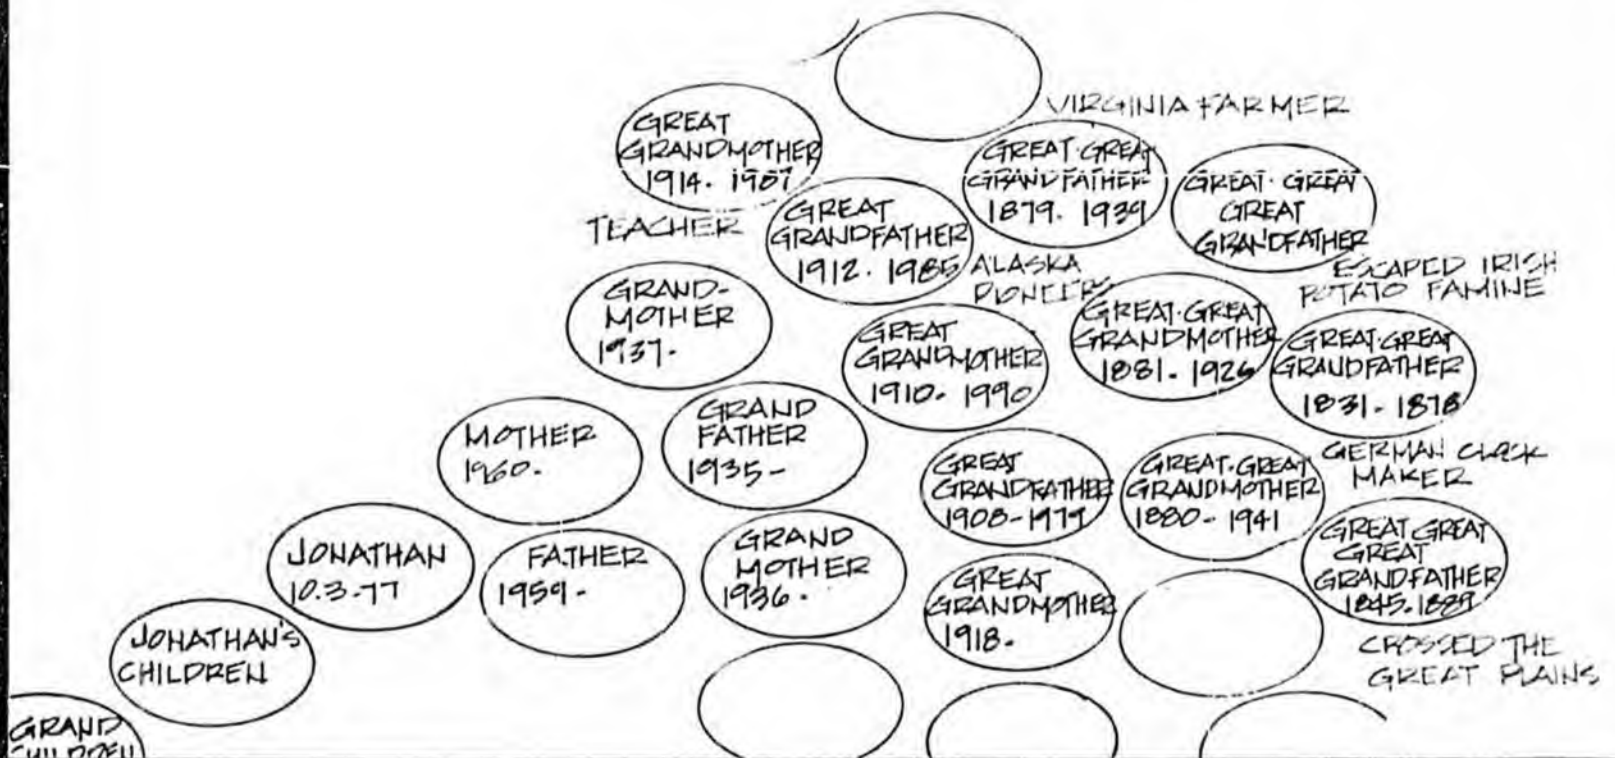 VIRGINIA FARMER
GREAT
GRANDMOTHER
1914. 1987
TEACHER
GREAT·GREAT
GRANDFATHER
1879. 1939
GREAT· GREAT
GREAT
GRANDFATHER
ESCAPED IRISH
POTATO FAMINE
GREAT
GRANDFATHER
1912. 1985
ALASKA
PIONEERS
GRAND-
MOTHER
1937-
GREAT
GRANDMOTHER
1910- 1990
GREAT·GREAT
GRANDMOTHER
1881. 1926
GREAT·GREAT
GRANDFATHER
1831-1878
GERMAN CLOCK
MAKER
MOTHER
1960-
GRAND
FATHER
1935-
GREAT
GRANDFATHER
1908-1979
GREAT·GREAT
GRANDMOTHER
1880-1941
GREAT GREAT
GREAT
GRANDFATHER
1845.1889
CROSSED THE
GREAT PLAINS
JONATHAN
10.3.77
FATHER
1959-
GRAND
MOTHER
1936-
GREAT
GRANDMOTHER
1918-
JONATHAN'S
CHILDREN
GRAND
CHILDREN